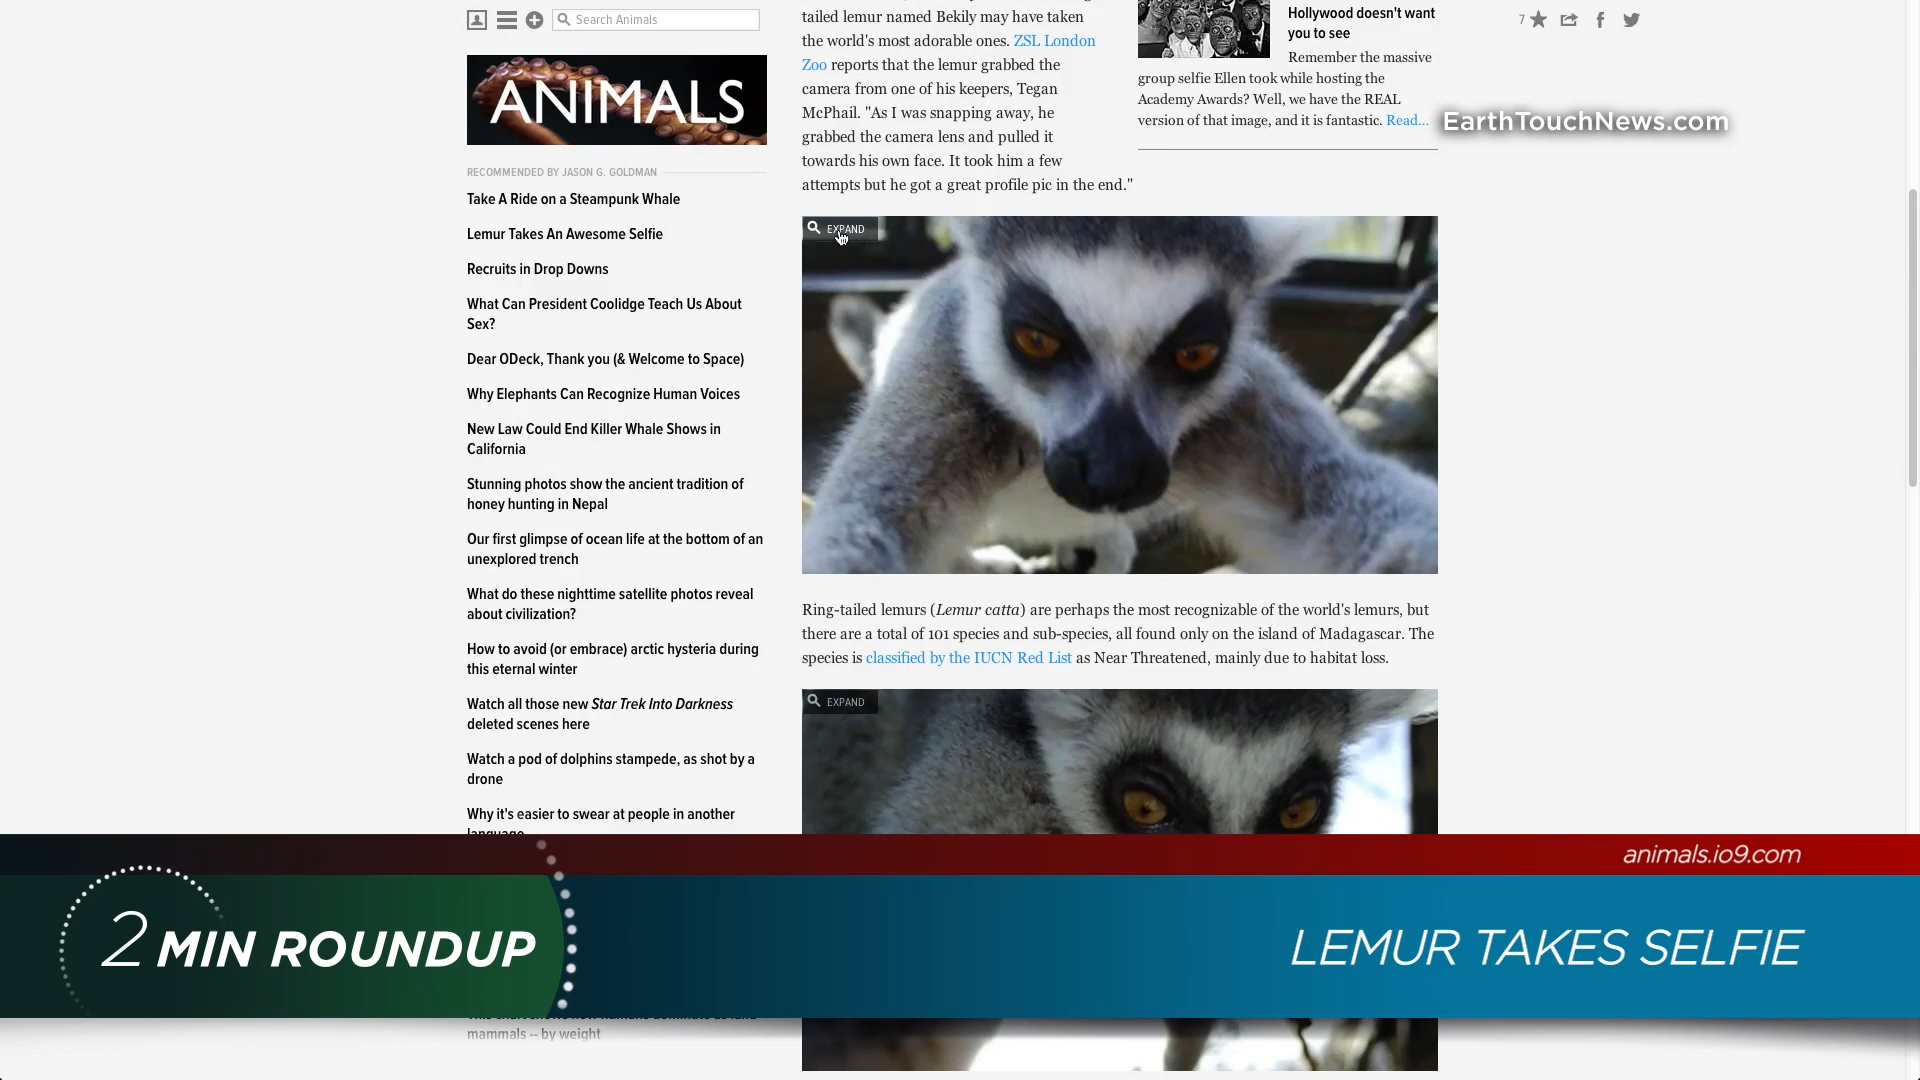 Search Animals
ANIMALS
RECOMMENDED BY JASON G. GOLDMAN
Take A Ride on a Steampunk Whale
Lemur Takes An Awesome Selfie
Recruits in Drop Downs
What Can President Coolidge Teach Us About
Sex?
Dear ODeck, Thank you (& Welcome to Space)
Why Elephants Can Recognize Human Voices
New Law Could End Killer Whale Shows in
California
Stunning photos show the ancient tradition of
honey hunting in Nepal
Our first glimpse of ocean life at the bottom of an
unexplored trench
What do these nighttime satellite photos reveal
about civilization?
How to avoid (or embrace) arctic hysteria during
this eternal winter
Watch all those new Star Trek Into Darkness
deleted scenes here
Watch a pod of dolphins stampede, as shot by a
drone
Why it's easier to swear at people in another
language
mammals -- by weight
tailed lemur named Bekily may have taken
the world's most adorable ones. ZSL London
Zoo reports that the lemur grabbed the
camera from one of his keepers, Tegan
McPhail. "As I was snapping away, he
grabbed the camera lens and pulled it
towards his own face. It took him a few
attempts but he got a great profile pic in the end."
Hollywood doesn't want
you to see
Remember the massive
group selfie Ellen took while hosting the
Academy Awards? Well, we have the REAL
version of that image, and it is fantastic. Read...
7
EarthTouchNews.com
EXPAND
Ring-tailed lemurs (Lemur catta) are perhaps the most recognizable of the world's lemurs, but
there are a total of 101 species and sub-species, all found only on the island of Madagascar. The
species is classified by the IUCN Red List as Near Threatened, mainly due to habitat loss.
EXPAND
animals.io9.com
2 MIN ROUNDUP
LEMUR TAKES SELFIE